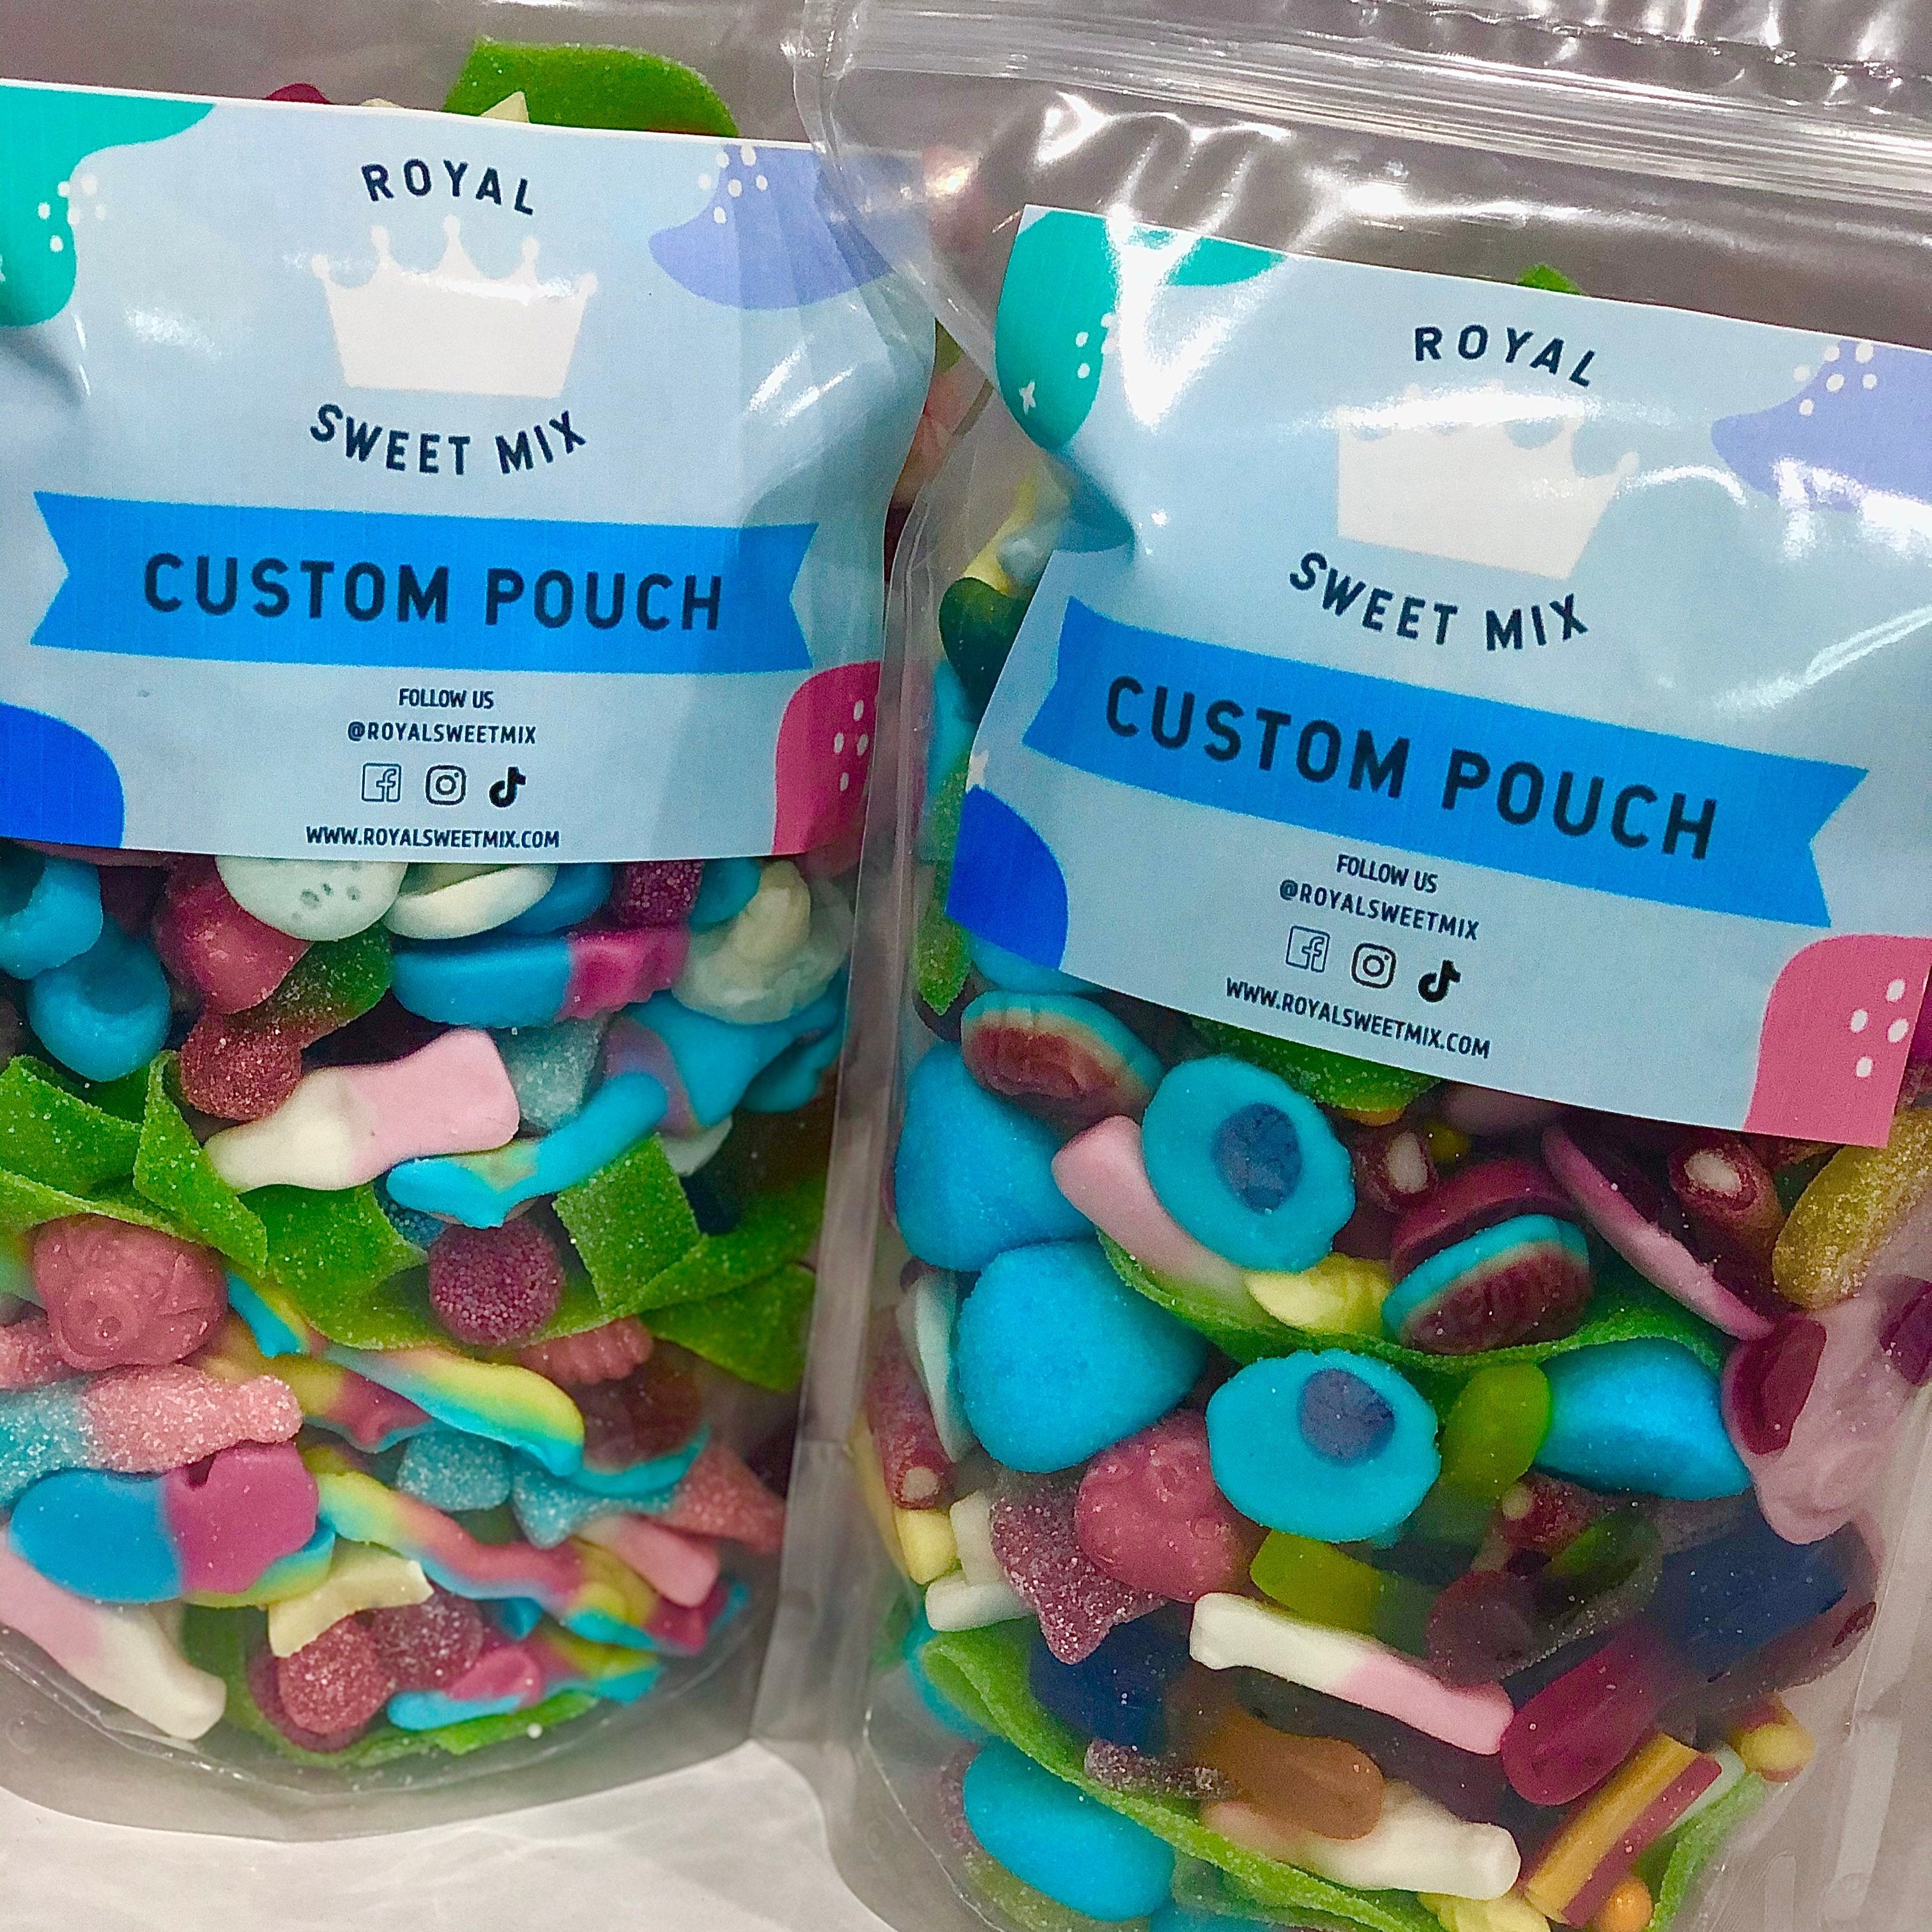 ROYAL
SWEET MIX
CUSTOM POUCH
FOLLOW US
@ROYALSWEETMIX
WWW.ROYALSWEETMIX.COM
ROYAL
SWEET MIX
CUSTOM POUCH
FOLLOW US
@ROYALSWEETMIX
WWW.ROYALSWEETMIX.COM